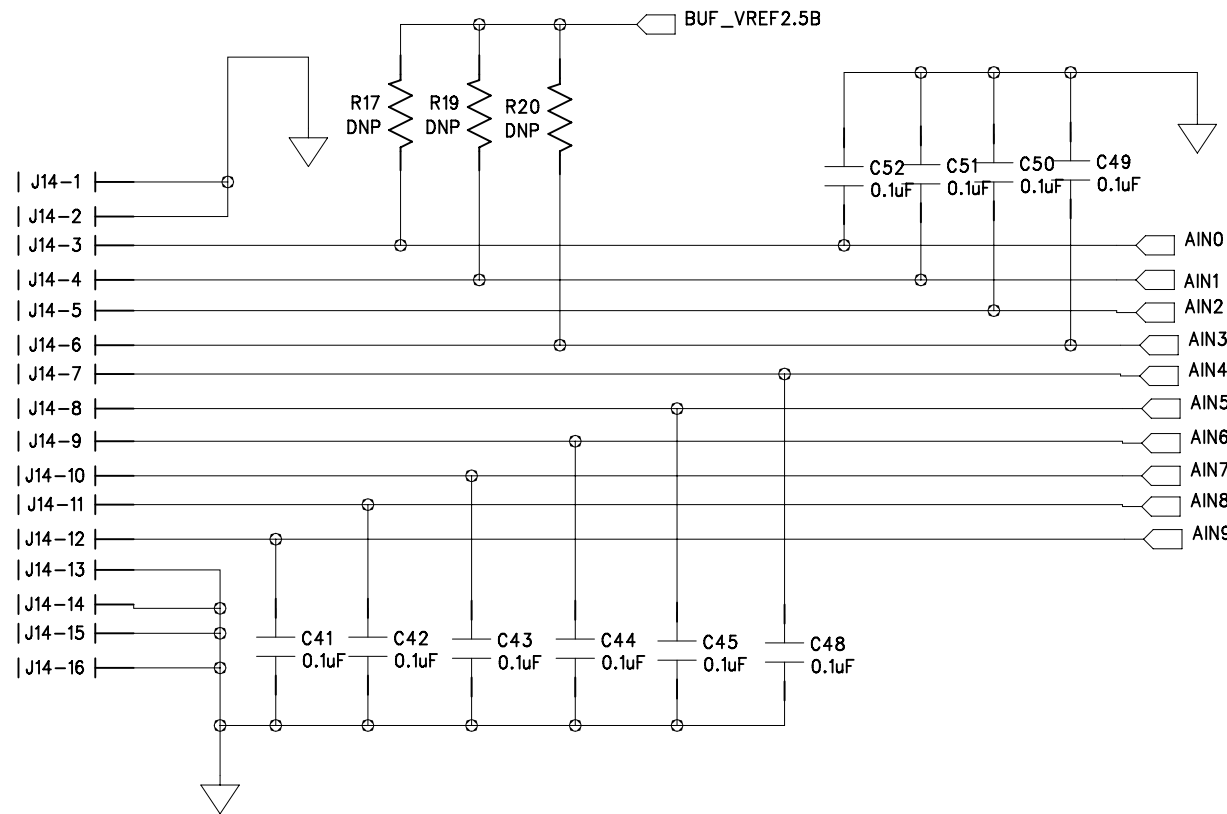 BUF_VREF2.5B
R17
DNP
R19
DNP
R20
DNP
C52
0.1uF
C51
0.1uF
C50
0.1uF
C49
0.1uF
J14-1
J14-2
J14-3
AIN0
J14-4
AIN1
J14-5
AIN2
J14-6
AIN3
J14-7
AIN4
J14-8
AIN5
J14-9
AIN6
J14-10
AIN7
J14-11
AIN8
J14-12
AIN9
J14-13
J14-14
J14-15
J14-16
C41
0.1uF
C42
0.1uF
C43
0.1uF
C44
0.1uF
C45
0.1uF
C48
0.1uF